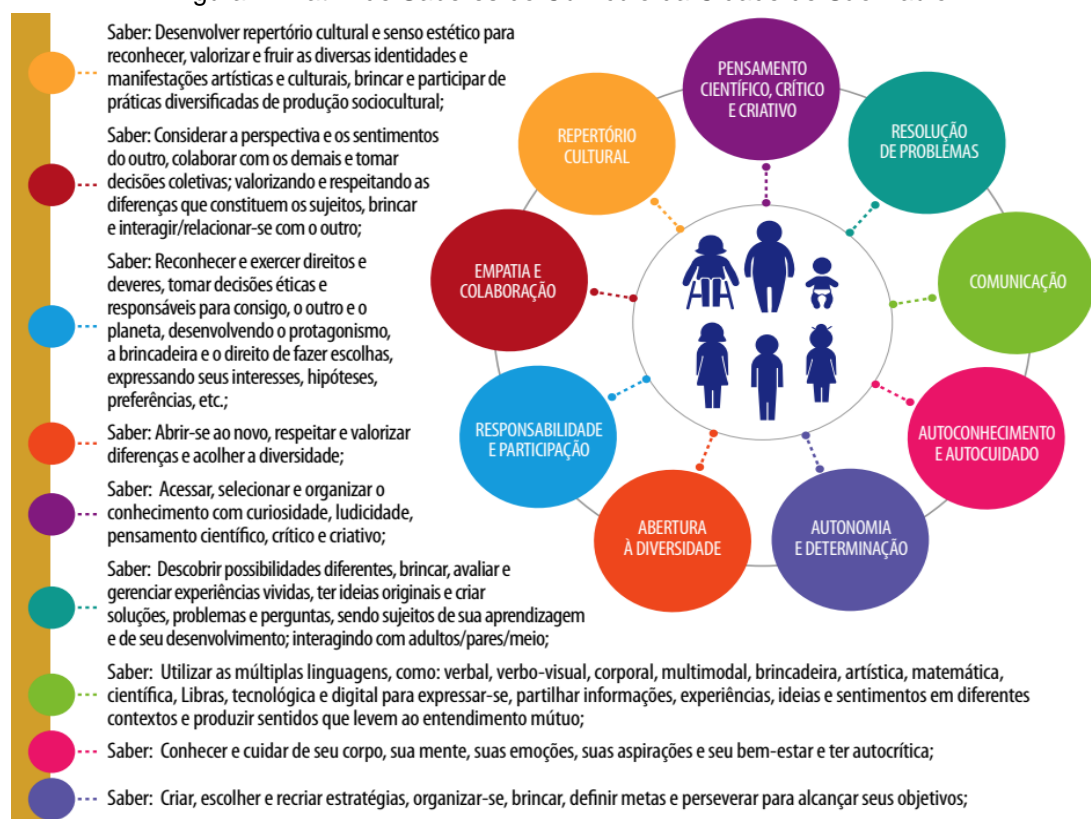 Saber: Desenvolver repertório cultural e senso estético para
reconhecer, valorizar e fruir as diversas identidades e
manifestações artísticas e culturais, brincar e participar de
práticas diversificadas de produção sociocultural;
Saber: Considerar a perspectiva e os sentimentos
do outro, colaborar com os demais e tomar
decisões coletivas; valorizando e respeitando as
diferenças que constituem os sujeitos, brincar
e interagir/relacionar-se com o outro;
Saber: Reconhecer e exercer direitos e
deveres, tomar decisões éticas e
responsáveis para consigo, o outro e o
planeta, desenvolvendo o protagonismo,
a brincadeira e o direito de fazer escolhas,
expressando seus interesses, hipóteses,
preferências, etc.;
Saber: Abrir-se ao novo, respeitar e valorizar
diferenças e acolher a diversidade;
Saber: Acessar, selecionar e organizar o
conhecimento com curiosidade, ludicidade,
pensamento científico, crítico e criativo;
Saber: Descobrir possibilidades diferentes, brincar, avaliar e
gerenciar experiências vividas, ter ideias originais e criar
soluções, problemas e perguntas, sendo sujeitos de sua aprendizagem
e de seu desenvolvimento; interagindo com adultos/pares/meio;
Saber: Utilizar as múltiplas linguagens, como: verbal, verbo-visual, corporal, multimodal, brincadeira, artística, matemática,
científica, Libras, tecnológica e digital para expressar-se, partilhar informações, experiências, ideias e sentimentos em diferentes
contextos e produzir sentidos que levem ao entendimento mútuo;
Saber: Conhecer e cuidar de seu corpo, sua mente, suas emoções, suas aspirações e seu bem-estar e ter autocrítica;
Saber: Criar, escolher e recriar estratégias, organizar-se, brincar, definir metas e perseverar para alcançar seus objetivos;
PENSAMENTO
CIENTÍFICO, CRÍTICO
E CRIATIVO
RESOLUÇÃO
DE PROBLEMAS
COMUNICAÇÃO
AUTOCONHECIMENTO
E AUTOCUIDADO
AUTONOMIA
E DETERMINAÇÃO
ABERTURA
À DIVERSIDADE
RESPONSABILIDADE
E PARTICIPAÇÃO
EMPATIA E
COLABORAÇÃO
REPERTÓRIO
CULTURAL